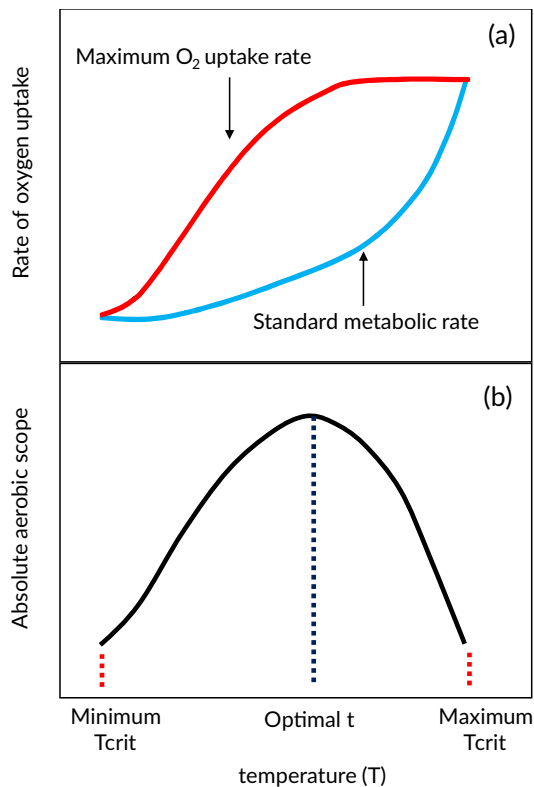 (a)
Maximum O₂ uptake rate
Rate of oxygen uptake
Standard metabolic rate
(b)
Absolute aerobic scope
Minimum
Tcrit
Optimal t
Maximum
Tcrit
temperature (T)